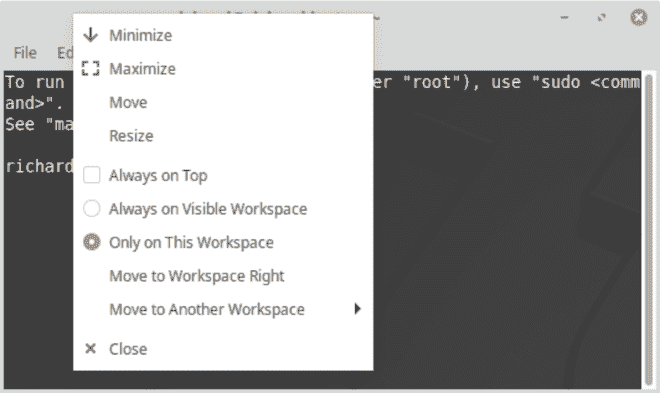 File
Minimize
Maximize
Move
Resize
Always on Top
Always on Visible Workspace
Only on This Workspace
Move to Workspace Right
Move to Another Workspace
Close
To run er "root"), use "sudo <comm
and>".
See "ma
richard